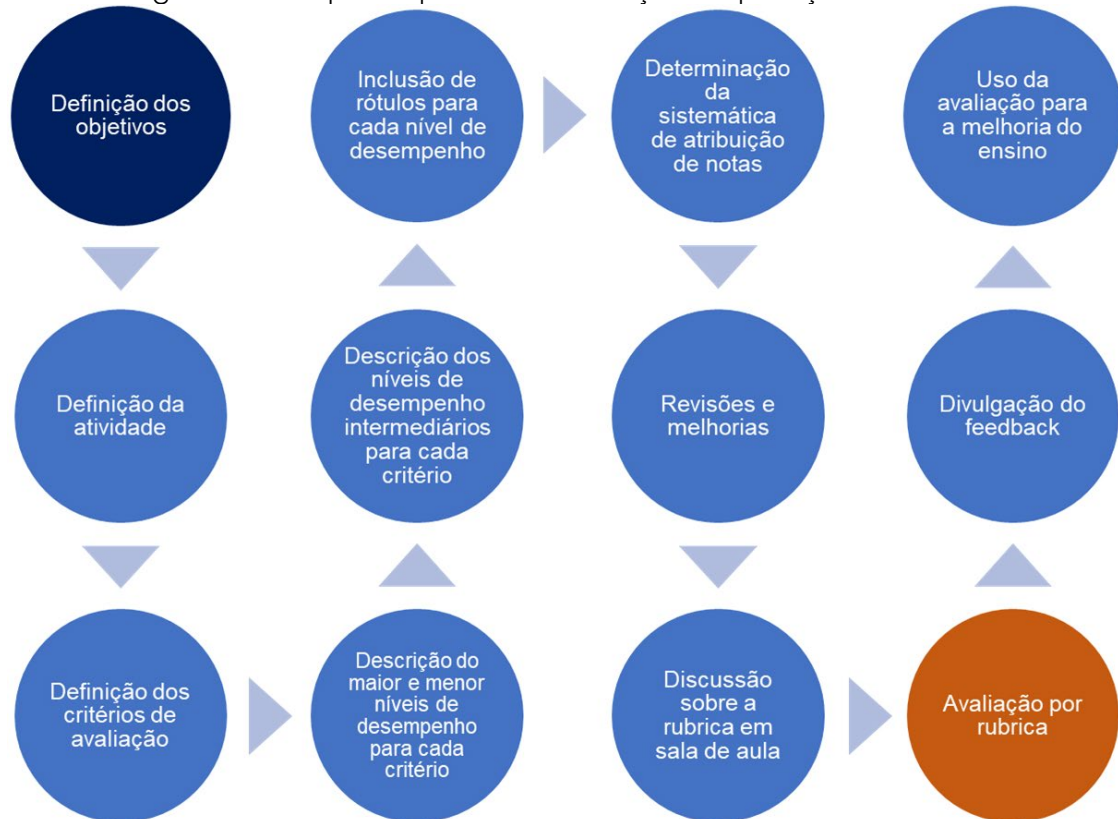 Definição dos
objetivos
Definição da
atividade
Definição dos
critérios de
avaliação
Descrição do
maior e menor
níveis de
desempenho
para cada
critério
Descrição dos
níveis de
desempenho
intermediários
para cada
critério
Inclusão de
rótulos para
cada nível de
desempenho
Determinação
da
sistemática
de atribuição
de notas
Revisões e
melhorias
Discussão
sobre a
rubrica em
sala de aula
Avaliação por
rubrica
Divulgação do
feedback
Uso da
avaliação para
a melhoria do
ensino